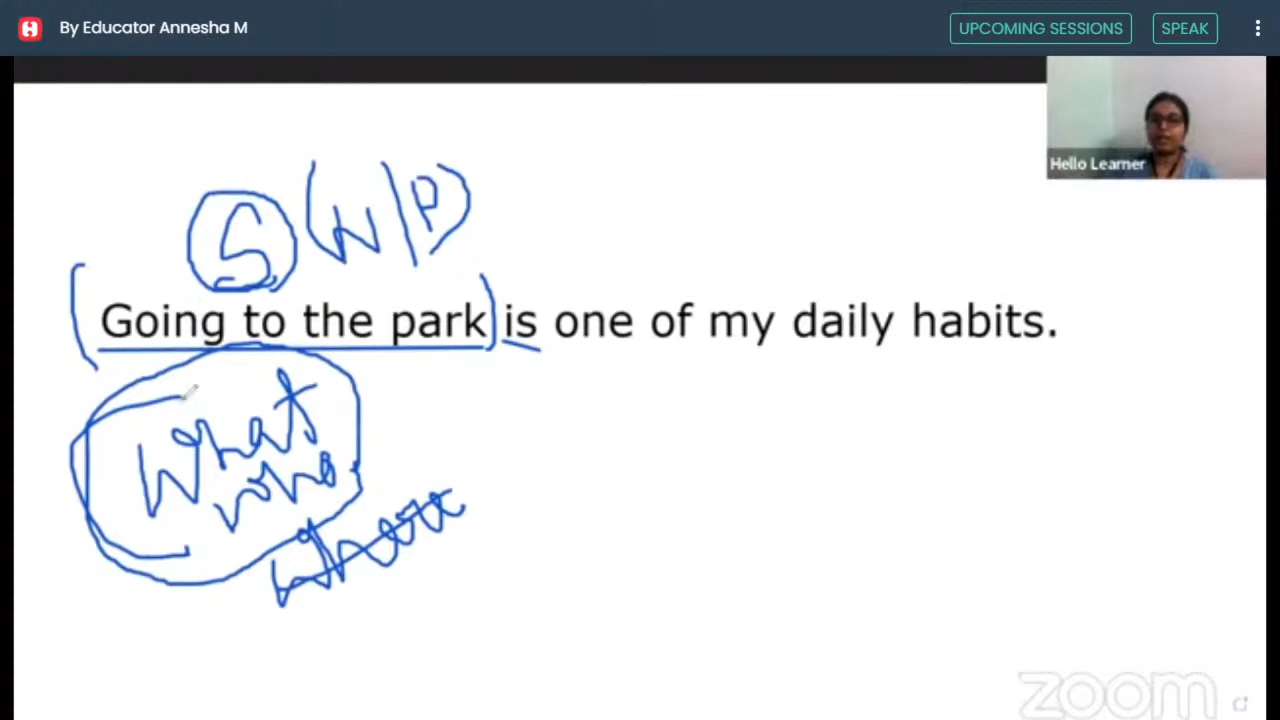 By Educator Annesha M
UPCOMING SESSIONS
SPEAK
Hello Learner
S (N/P)
(Going to the park) is one of my daily habits.
What
who
where
zoom